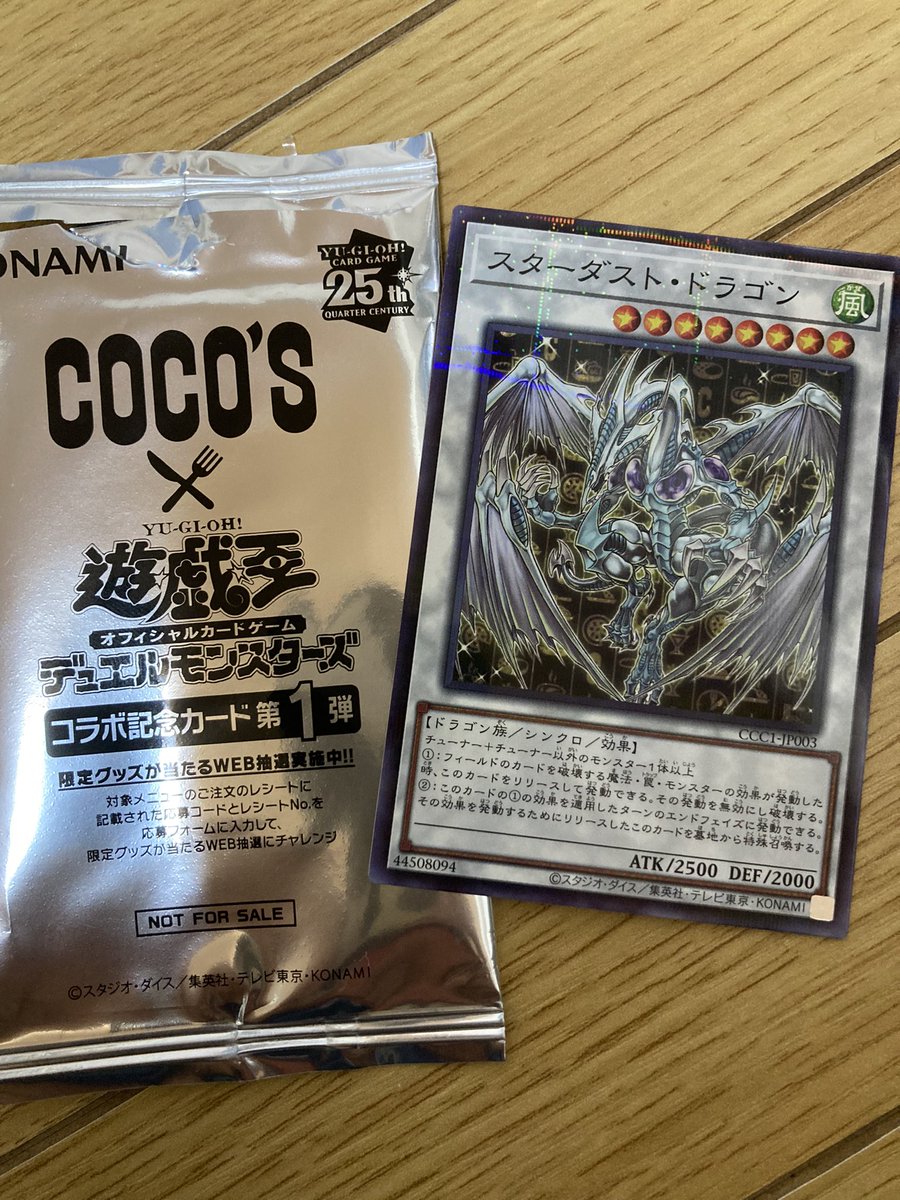 KONAMI
YU-GI-OH!
CARD GAME
25th
QUARTER CENTURY
COCO'S
YU-GI-OH!
遊戯王
オフィシャルカードゲーム
デュエルモンスターズ
コラボ記念カード第1弾
限定グッズが当たるWEB抽選実施中!!
対象メニューのご注文のレシートに
記載された応募コードとレシートNo.を
応募フォームに入力して、
限定グッズが当たるWEB抽選にチャレンジ
NOT FOR SALE
©スタジオ・ダイス／集英社・テレビ東京・KONAMI
スターダスト・ドラゴン
風
CCC1-JP003
【ドラゴン族／シンクロ／効果】
チューナー＋チューナー以外のモンスター1体以上
①：フィールドのカードを破壊する魔法・罠・モンスターの効果が発動した
時、このカードをリリースして発動できる。その発動を無効にし破壊する。
②：このカードの①の効果を適用したターンのエンドフェイズに発動できる。
その効果を発動するためにリリースしたこのカードを墓地から特殊召喚する。
ATK/2500 DEF/2000
44508094
©スタジオ・ダイス／集英社・テレビ東京・KONAMI